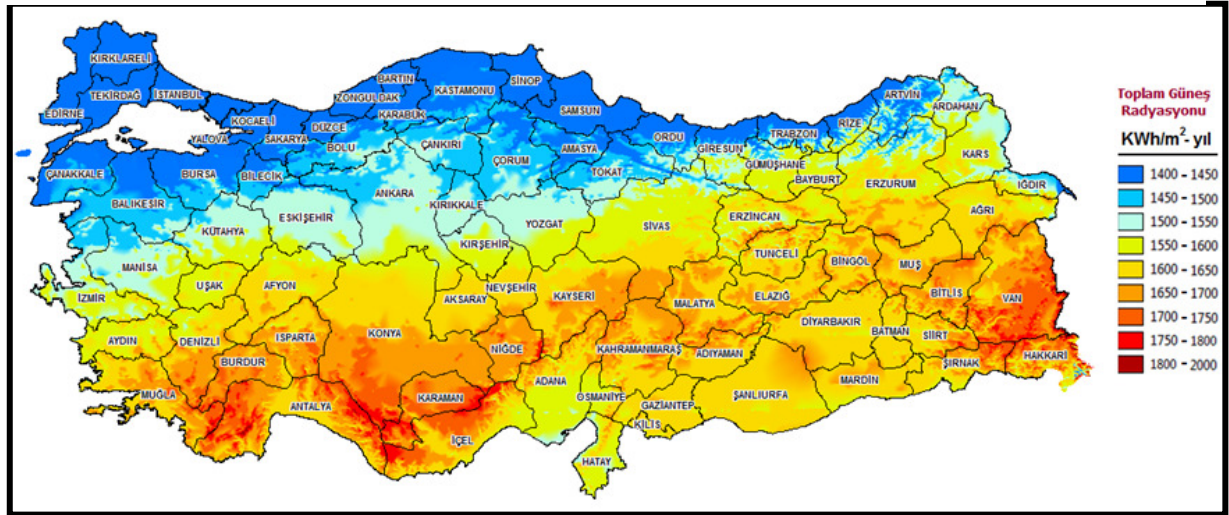 KIRKLARELİ
TEKİRDAĞ
İSTANBUL
EDİRNE
YALOVA
KOCAELİ
SAKARYA
DÜZCE
ZONGULDAK
BARTIN
KARABÜK
KASTAMONU
SİNOP
SAMSUN
ORDU
GİRESUN
TRABZON
RİZE
ARTVİN
ARDAHAN
KARS
IĞDIR
ÇANAKKALE
BURSA
BİLECİK
BOLU
ÇANKIRI
ÇORUM
AMASYA
TOKAT
GÜMÜŞHANE
BAYBURT
ERZURUM
AĞRI
BALIKEŞİR
KÜTAHYA
ESKİŞEHİR
ANKARA
KIRIKKALE
YOZGAT
SİVAS
ERZİNCAN
TUNCELİ
BİNGÖL
MUŞ
BİTLİS
VAN
MANİSA
İZMİR
UŞAK
AFYON
KIRŞEHİR
NEVŞEHİR
AKSARAY
KAYSERİ
MALATYA
ELAZIĞ
DİYARBAKIR
BATMAN
SİİRT
ŞIRNAK
HAKKARİ
AYDIN
DENİZLİ
ISPARTA
BURDUR
KONYA
NİĞDE
KAHRAMANMARAŞ
ADIYAMAN
MARDİN
ŞANLIURFA
MUĞLA
ANTALYA
KARAMAN
İÇEL
ADANA
OSMANİYE
GAZİANTEP
KİLİS
HATAY
Toplam Güneş
Radyasyonu
KWh/m²- yıl
1400 - 1450
1450 - 1500
1500 - 1550
1550 - 1600
1600 - 1650
1650 - 1700
1700 - 1750
1750 - 1800
1800 - 2000